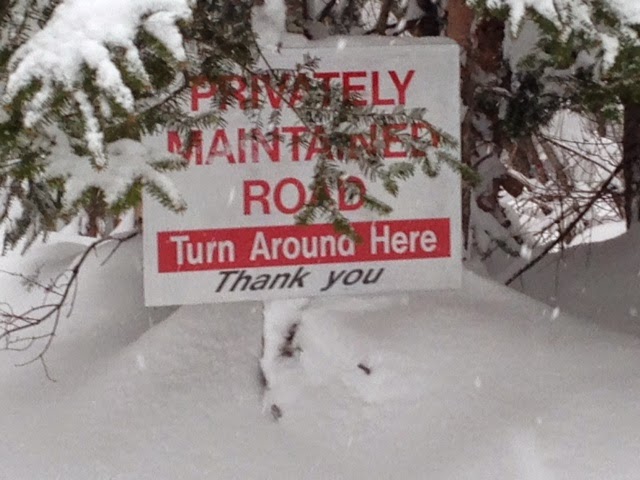 PRIVATELY
MAINTAINED
ROAD
Turn Around Here
Thank you